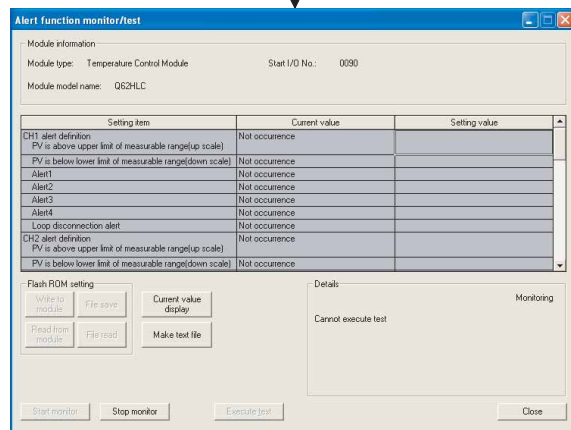 Alert function monitor/test
Module information
Module type: Temperature Control Module Start I/O No.: 0090
Module model name: Q62HLC
Setting item Current value Setting value
CH1 alert definition Not occurrence
PV is above upper limit of measurable range(up scale)
PV is below lower limit of measurable range(down scale) Not occurrence
Alert1 Not occurrence
Alert2 Not occurrence
Alert3 Not occurrence
Alert4 Not occurrence
Loop disconnection alert Not occurrence
CH2 alert definition Not occurrence
PV is above upper limit of measurable range(up scale)
PV is below lower limit of measurable range(down scale) Not occurrence
Flash ROM setting
Write to module
File save
Current value display
Read from module
File read
Make text file
Details
Monitoring
Cannot execute test
Start monitor Stop monitor Execute test Close